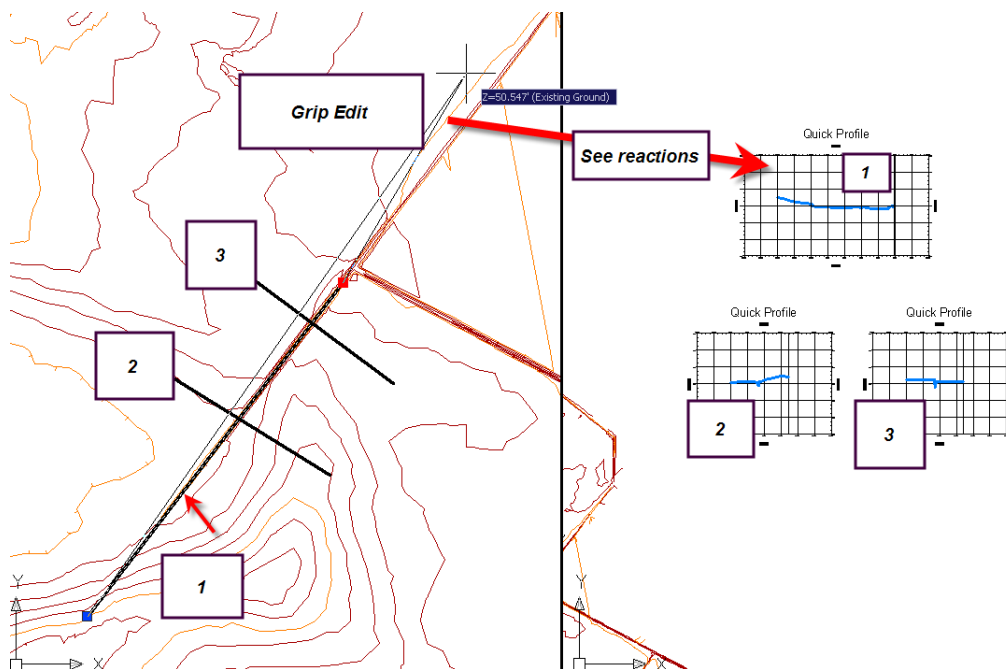 Grip Edit
Z=50.547' (Existing Ground)
See reactions
Quick Profile
1
3
2
Quick Profile
Quick Profile
2
3
1
Y
X
Y
X